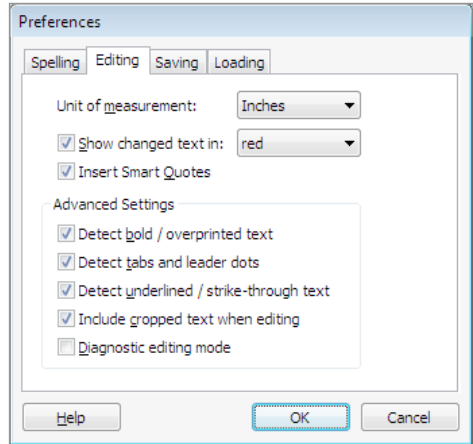 Preferences
Spelling Editing Saving Loading
Unit of measurement: Inches
Show changed text in: red
Insert Smart Quotes
Advanced Settings
Detect bold / overprinted text
Detect tabs and leader dots
Detect underlined / strike-through text
Include cropped text when editing
Diagnostic editing mode
Help OK Cancel